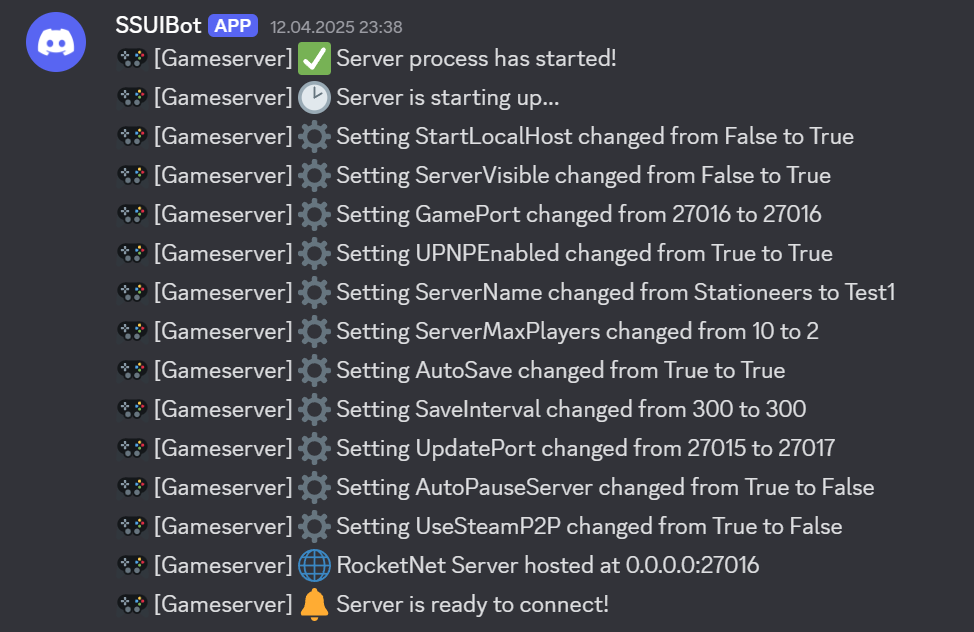 SSUIBot APP 12.04.2025 23:38
🎮 [Gameserver] ✅ Server process has started!
🎮 [Gameserver] 🕑 Server is starting up...
🎮 [Gameserver] ⚙️ Setting StartLocalHost changed from False to True
🎮 [Gameserver] ⚙️ Setting ServerVisible changed from False to True
🎮 [Gameserver] ⚙️ Setting GamePort changed from 27016 to 27016
🎮 [Gameserver] ⚙️ Setting UPNPEnabled changed from True to True
🎮 [Gameserver] ⚙️ Setting ServerName changed from Stationeers to Test1
🎮 [Gameserver] ⚙️ Setting ServerMaxPlayers changed from 10 to 2
🎮 [Gameserver] ⚙️ Setting AutoSave changed from True to True
🎮 [Gameserver] ⚙️ Setting SaveInterval changed from 300 to 300
🎮 [Gameserver] ⚙️ Setting UpdatePort changed from 27015 to 27017
🎮 [Gameserver] ⚙️ Setting AutoPauseServer changed from True to False
🎮 [Gameserver] ⚙️ Setting UseSteamP2P changed from True to False
🎮 [Gameserver] 🌐 RocketNet Server hosted at 0.0.0.0:27016
🎮 [Gameserver] 🔔 Server is ready to connect!